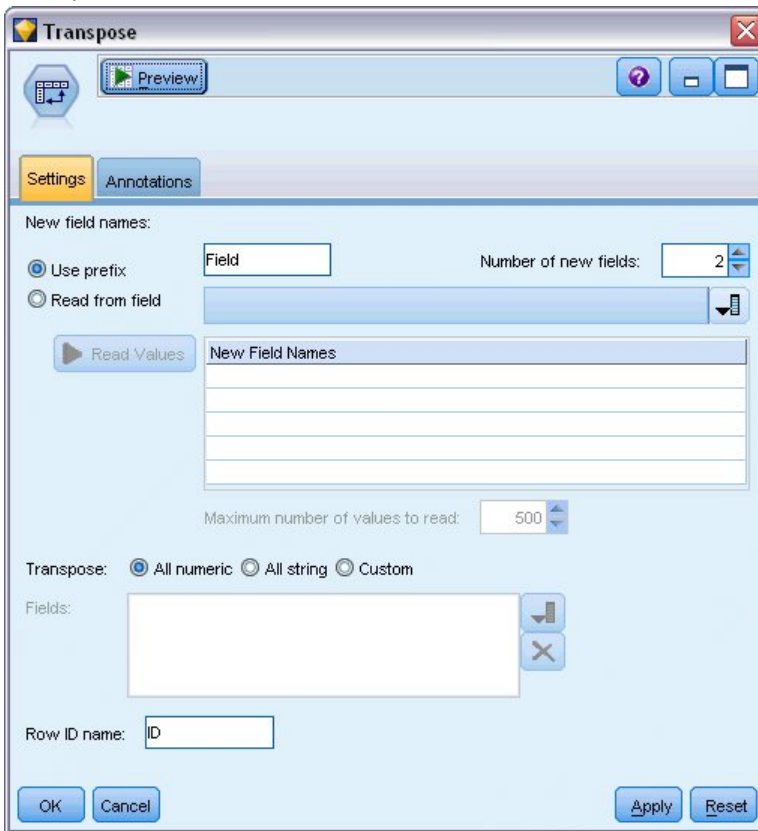 Transpose
Preview
Settings Annotations
New field names:
Use prefix Field Number of new fields: 2
Read from field
Read Values New Field Names
Maximum number of values to read: 500
Transpose: All numeric All string Custom
Fields:
Row ID name: ID
OK Cancel Apply Reset